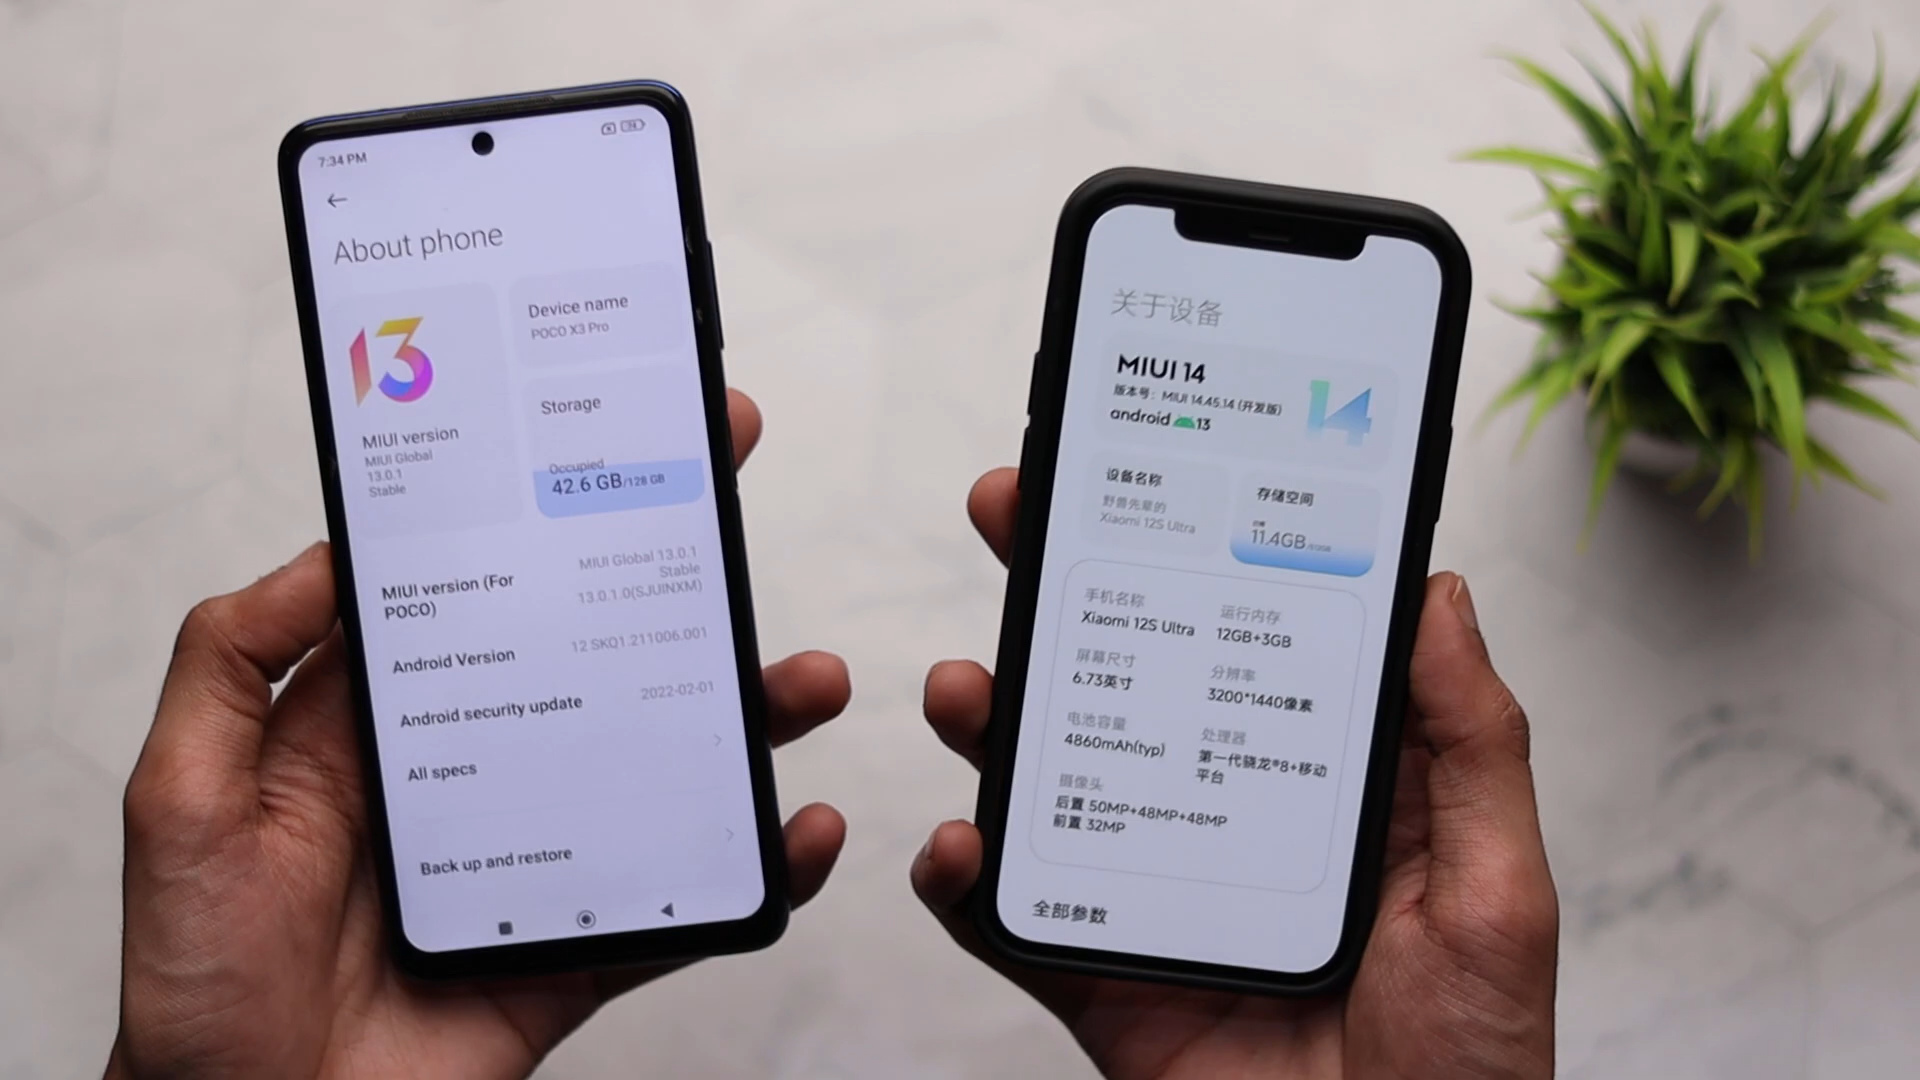 7:34 PM
About phone
13
MIUI version
MIUI Global
13.0.1
Stable
Device name
POCO X3 Pro
Storage
Occupied
42.6 GB/128 GB
MIUI version (For
POCO)
MIUI Global 13.0.1
Stable
13.0.1.0(SJUINXM)
Android Version
12 SKQ1.211006.001
Android security update
2022-02-01
All specs
Back up and restore
关于设备
MIUI 14
版本号：MIUI 14.45.14 (开发版)
android 13
14
设备名称
野兽先辈的
Xiaomi 12S Ultra
存储空间
11.4GB
手机名称
Xiaomi 12S Ultra
运行内存
12GB+3GB
屏幕尺寸
6.73英寸
分辨率
3200*1440像素
电池容量
4860mAh(typ)
处理器
第一代骁龙®8+移动
平台
摄像头
后置 50MP+48MP+48MP
前置 32MP
全部参数